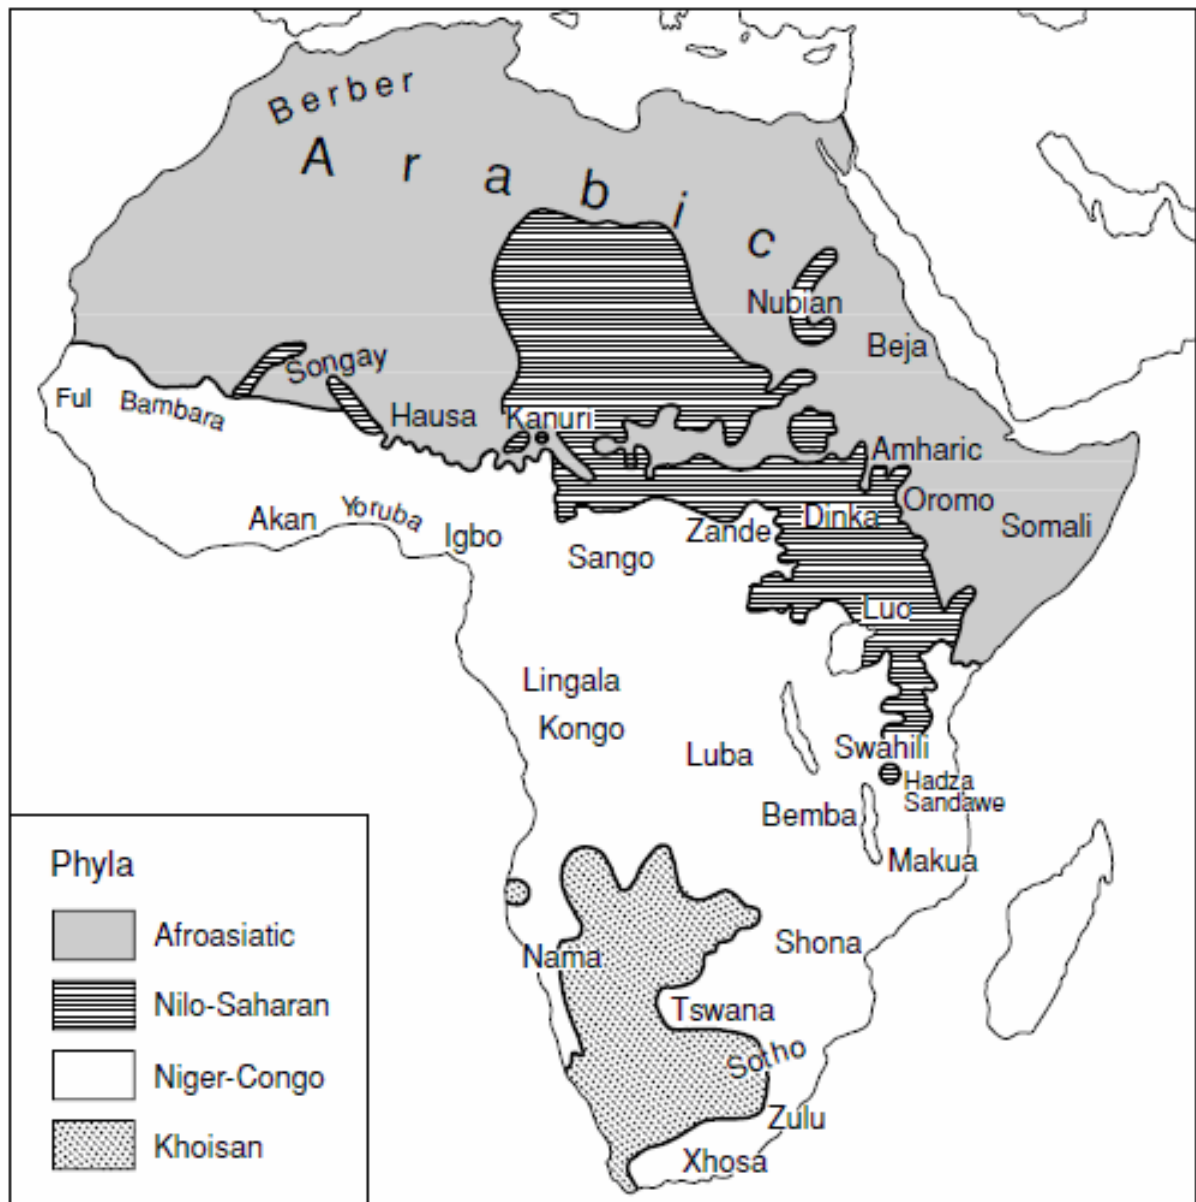 Berber
Arabic
Nubian
Beja
Songay
Ful
Bambara
Hausa
Kanuri
Amharic
Oromo
Somali
Akan
Yoruba
Igbo
Sango
Zande
Dinka
Luo
Lingala
Kongo
Luba
Swahili
Hadza
Sandawe
Bemba
Makua
Shona
Nama
Tswana
Sotho
Zulu
Xhosa
Phyla
Afroasiatic
Nilo-Saharan
Niger-Congo
Khoisan